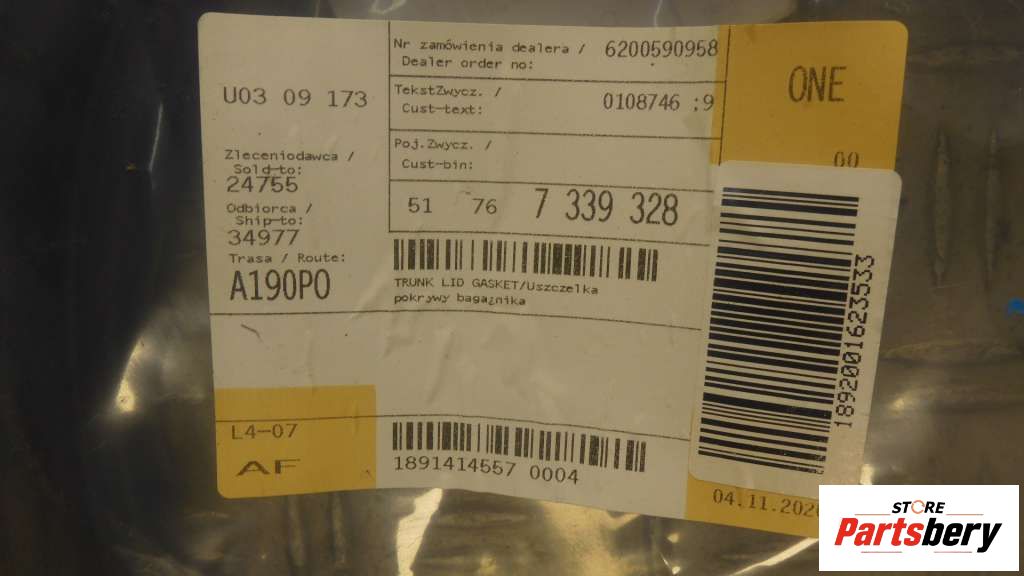 U03 09 173
Zleceniodawca /
Sold-to:
24755
Odbiorca /
Ship-to:
34977
Trasa / Route:
A190PO
Nr zamówienia dealera / 6200590958
Dealer order no:
TekstZwycz. /
Cust-text: 0108746 :9
Poj.Zwycz. /
Cust-bin:
51 76 7 339 328
TRUNK LID GASKET/Uszczelka
pokrywy bagażnika
ONE
00
1892001623533
L4-07
AF
1891414557 0004
04.11.202
STORE
Partsbery